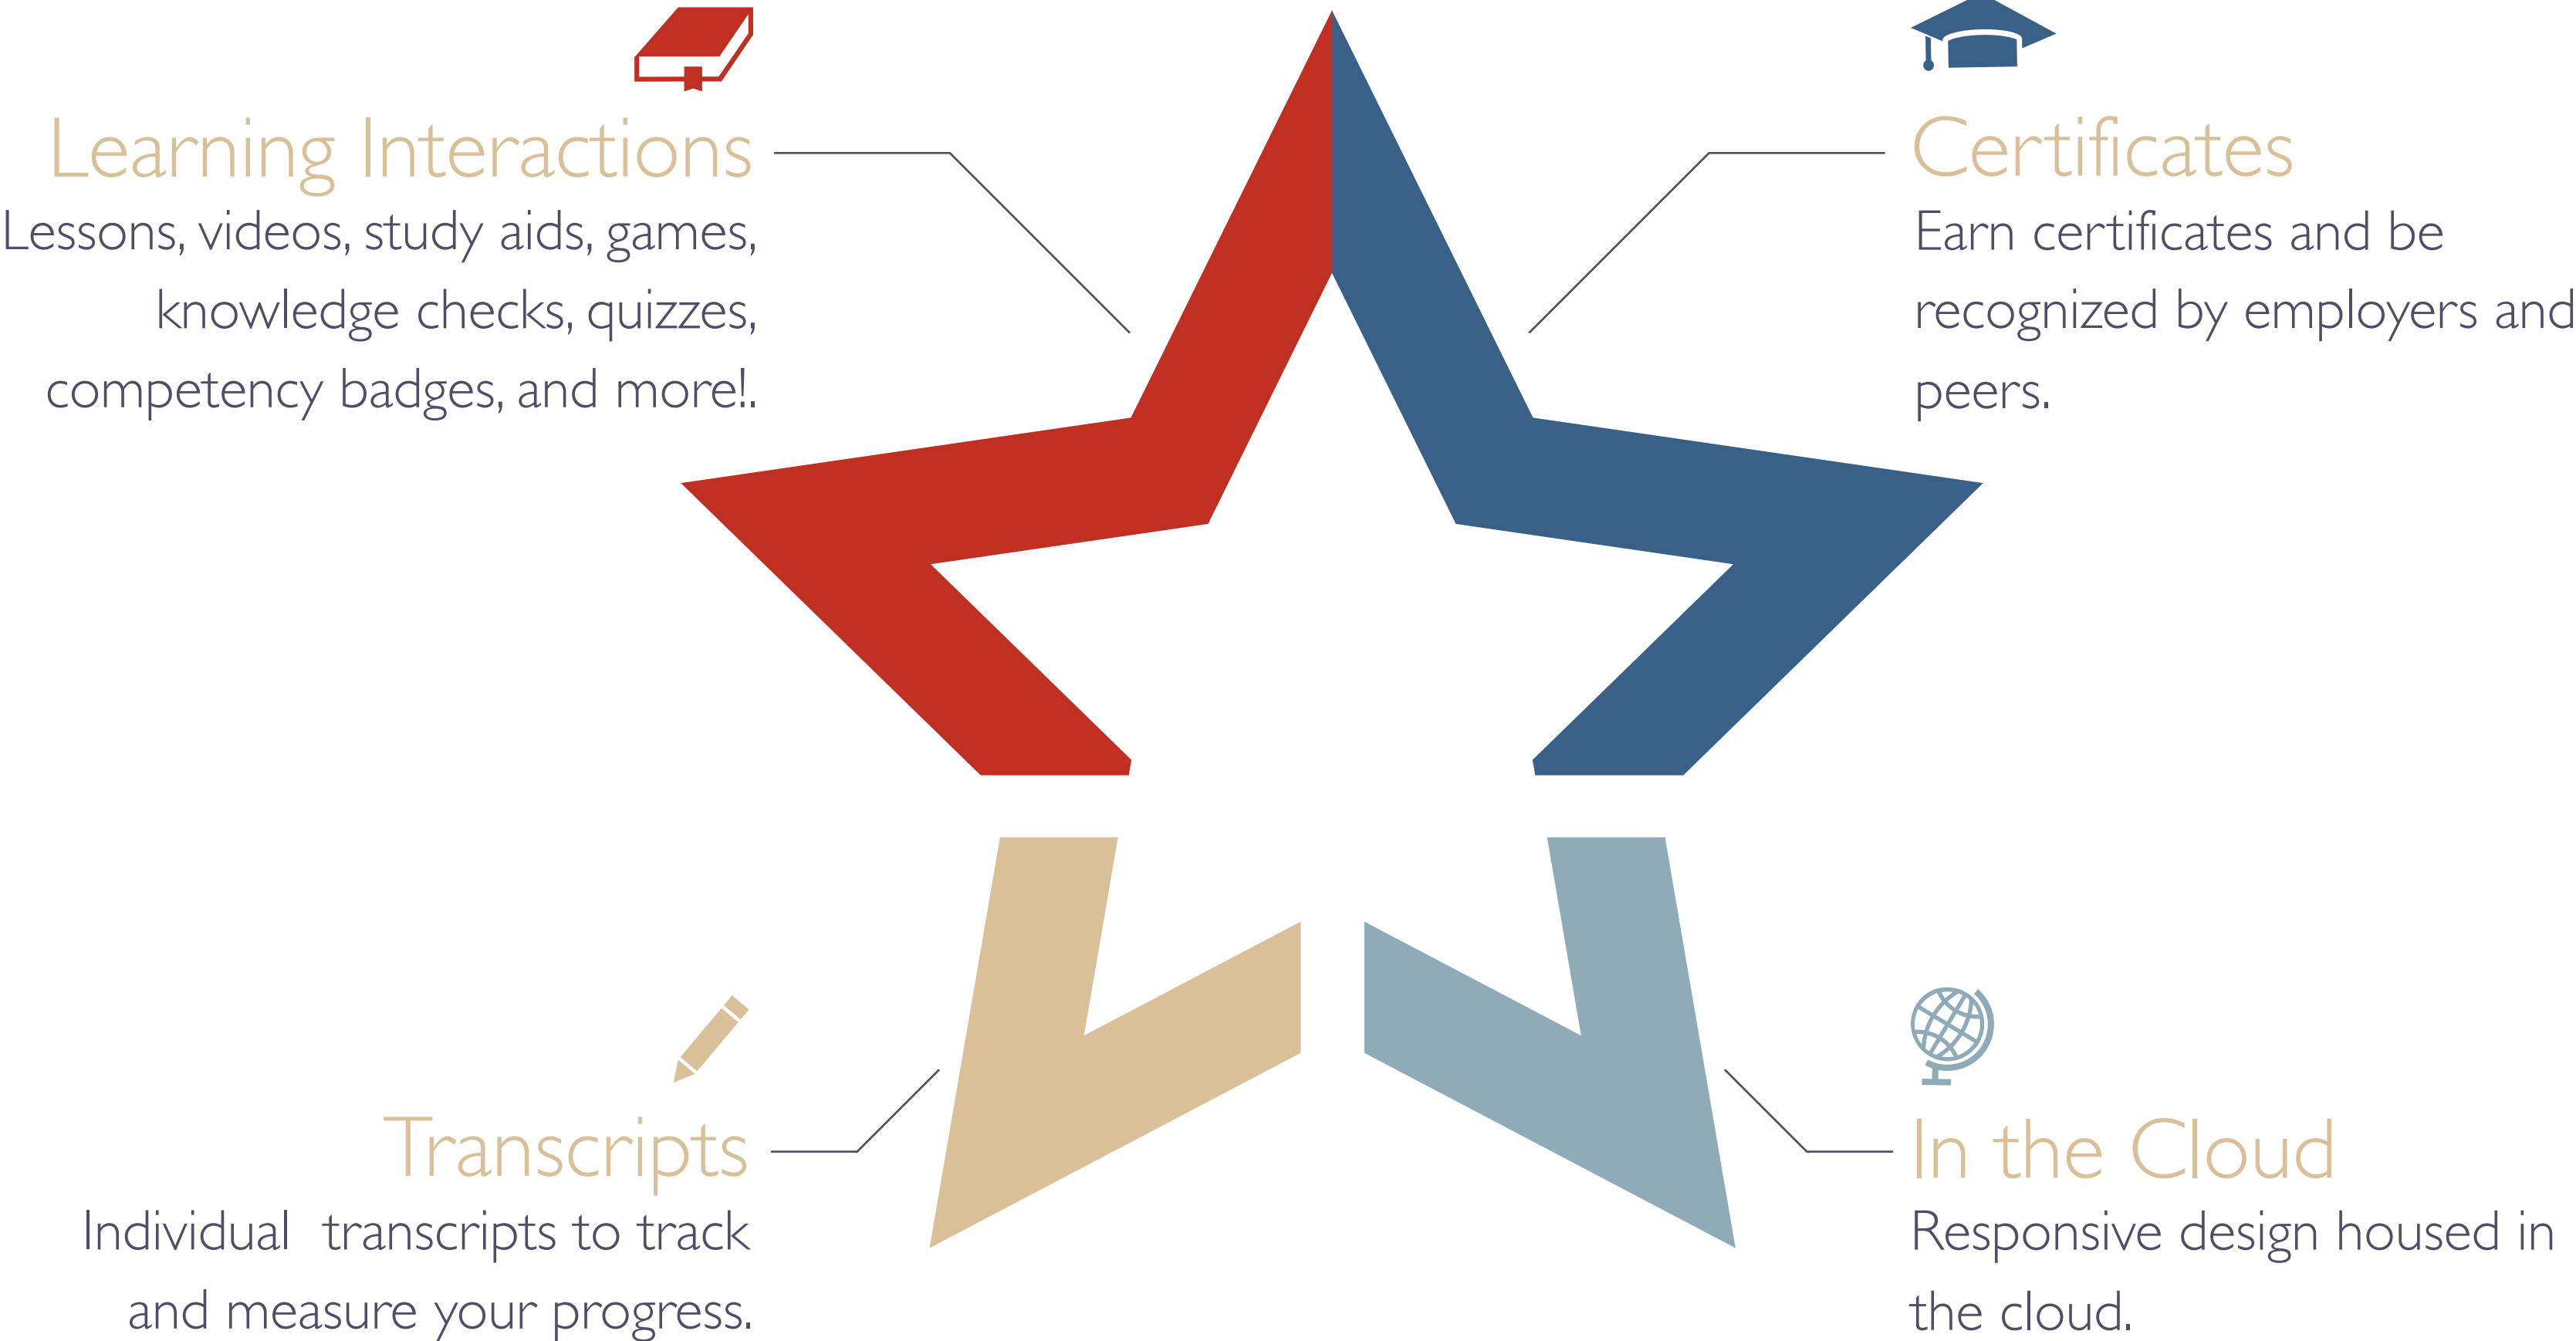 Learning Interactions
Lessons, videos, study aids, games,
knowledge checks, quizzes,
competency badges, and more!.
Certificates
Earn certificates and be
recognized by employers and
peers.
Transcripts
Individual  transcripts to track
and measure your progress.
In the Cloud
Responsive design housed in
the cloud.